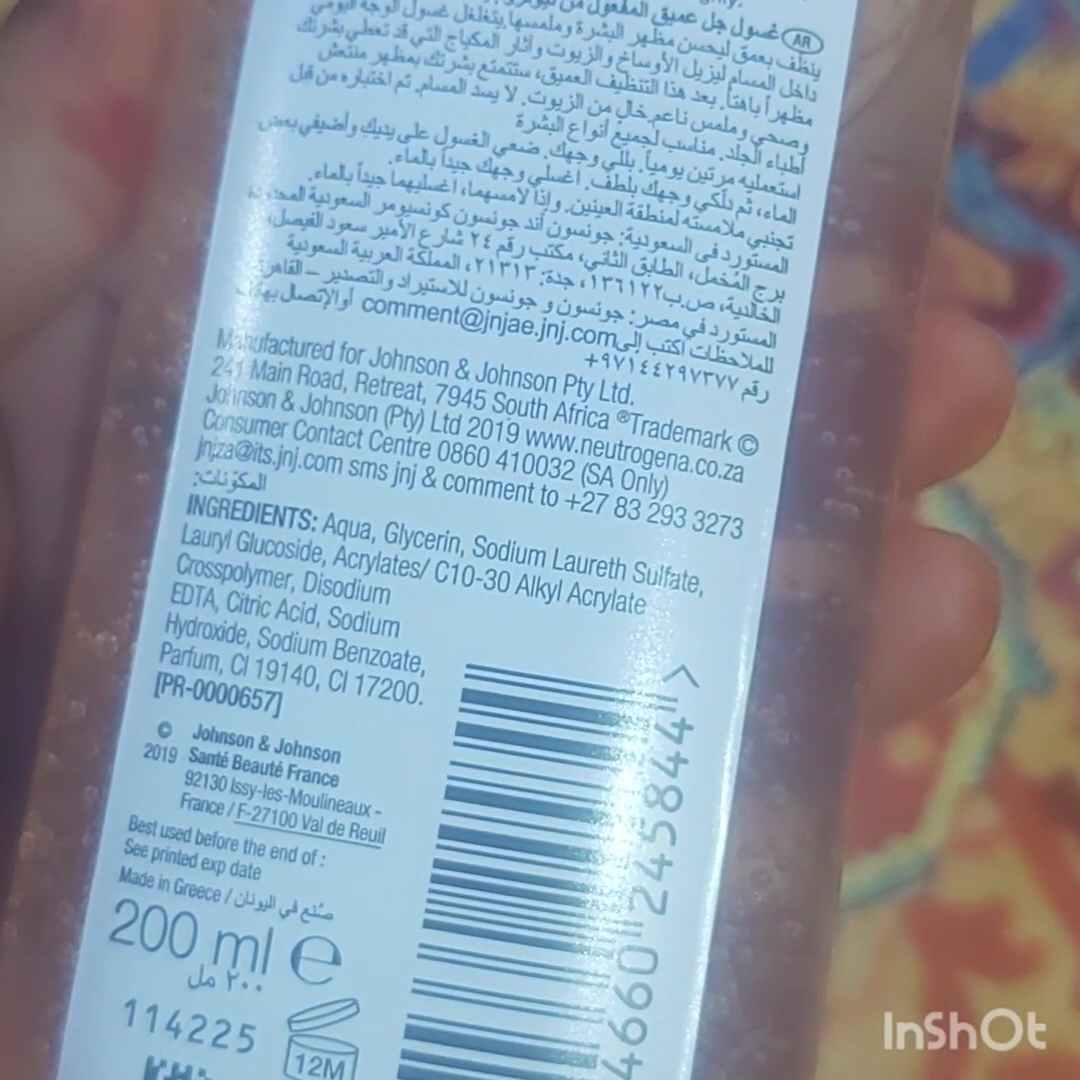 AR غسول جل عميق المفعول من
ينظف بعمق ليحسن مظهر البشرة وملمسها. يتغلغل غسول الوجه اليومي
داخل المسام ليزيل الأوساخ والزيوت وآثار المكياج التي قد تعطي بشرتك
مظهراً باهتاً. بعد هذا التنظيف العميق، ستتمتع بشرتك بمظهر منتعش
وصحي وملمس ناعم خالٍ من الزيوت. لا يسد المسام. تم اختباره من قبل
أطباء الجلد. مناسب لجميع أنواع البشرة
استعمليه مرتين يومياً. بللي وجهك. ضعي الغسول على يديك وأضيفي بعض
الماء، ثم دلّكي وجهك بلطف. اغسلي وجهك جيداً بالماء.
تجنبي ملامسته لمنطقة العينين. وإذا لامسهما، اغسليهما جيداً بالماء.
المستورد في السعودية: جونسون أند جونسون كونسيومر السعودية
برج المُخمل، الطابق الثاني، مكتب رقم ٢٤ شارع الأمير سعود الفيصل،
الخالدية، ص.ب ١٣٦١٢٢، جدة: ٢١٣١٣، المملكة العربية السعودية
المستورد في مصر: جونسون و جونسون للاستيراد والتصدير – القاهرة
للملاحظات اكتب إلى comment@jnjae.jnj.com أو الإتصال
رقم ٩٧١٤٤٢٩٧٣٧٧+
Manufactured for Johnson & Johnson Pty Ltd.
241 Main Road, Retreat, 7945 South Africa ®Trademark ©
Johnson & Johnson (Pty) Ltd 2019 www.neutrogena.co.za
Consumer Contact Centre 0860 410032 (SA Only)
jnjza@its.jnj.com sms jnj & comment to +27 83 293 3273
المكوّنات:
INGREDIENTS: Aqua, Glycerin, Sodium Laureth Sulfate,
Lauryl Glucoside, Acrylates/ C10-30 Alkyl Acrylate
Crosspolymer, Disodium
EDTA, Citric Acid, Sodium
Hydroxide, Sodium Benzoate,
Parfum, CI 19140, CI 17200.
[PR-0000657]
© Johnson & Johnson
2019 Santé Beauté France
92130 Issy-les-Moulineaux -
France / F-27100 Val de Reuil
Best used before the end of :
See printed exp date
Made in Greece / صُنع في اليونان
200 ml e
٢٠٠ مل
114225
12M
4660 245844 >
InShOt